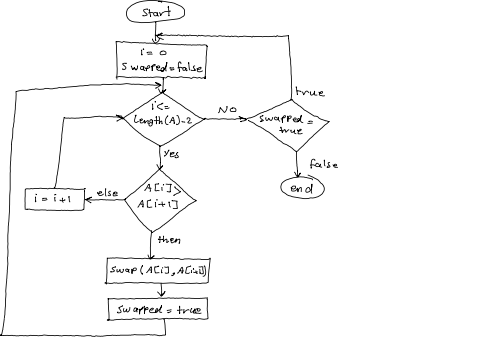 Start
i = 0
Swapped = false
i <=
length(A)-2
NO
swapped =
true
true
false
end
yes
A[i] >
A[i+1]
else
i = i+1
then
swap (A[i], A[i+1])
swapped = true